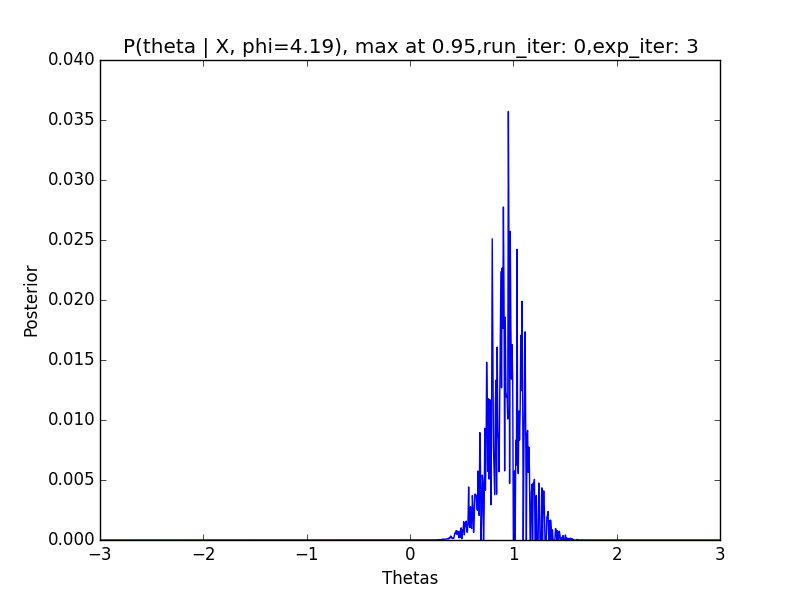 P(theta | X, phi=4.19), max at 0.95,run_iter: 0,exp_iter: 3
0.040
0.035
0.030
0.025
0.020
0.015
0.010
0.005
0.000
Posterior
−3 −2 −1 0 1 2 3
Thetas